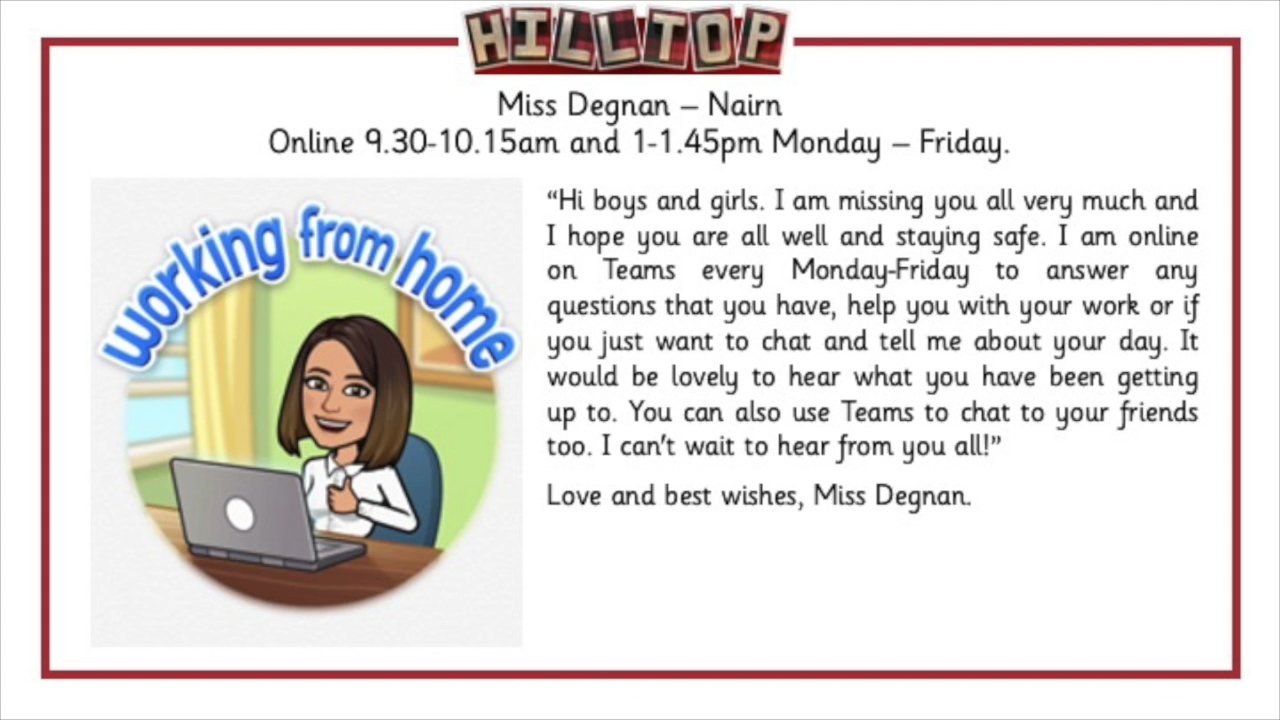 HILLTOP
Miss Degnan – Nairn
Online 9.30-10.15am and 1-1.45pm Monday – Friday.
working from home
“Hi boys and girls. I am missing you all very much and
I hope you are all well and staying safe. I am online
on Teams every Monday-Friday to answer any
questions that you have, help you with your work or if
you just want to chat and tell me about your day. It
would be lovely to hear what you have been getting
up to. You can also use Teams to chat to your friends
too. I can’t wait to hear from you all!”
Love and best wishes, Miss Degnan.